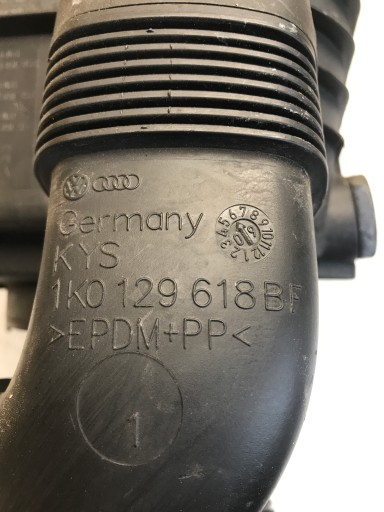 Germany
KYS
1K0 129 618 BF
>EPDM+PP<
1